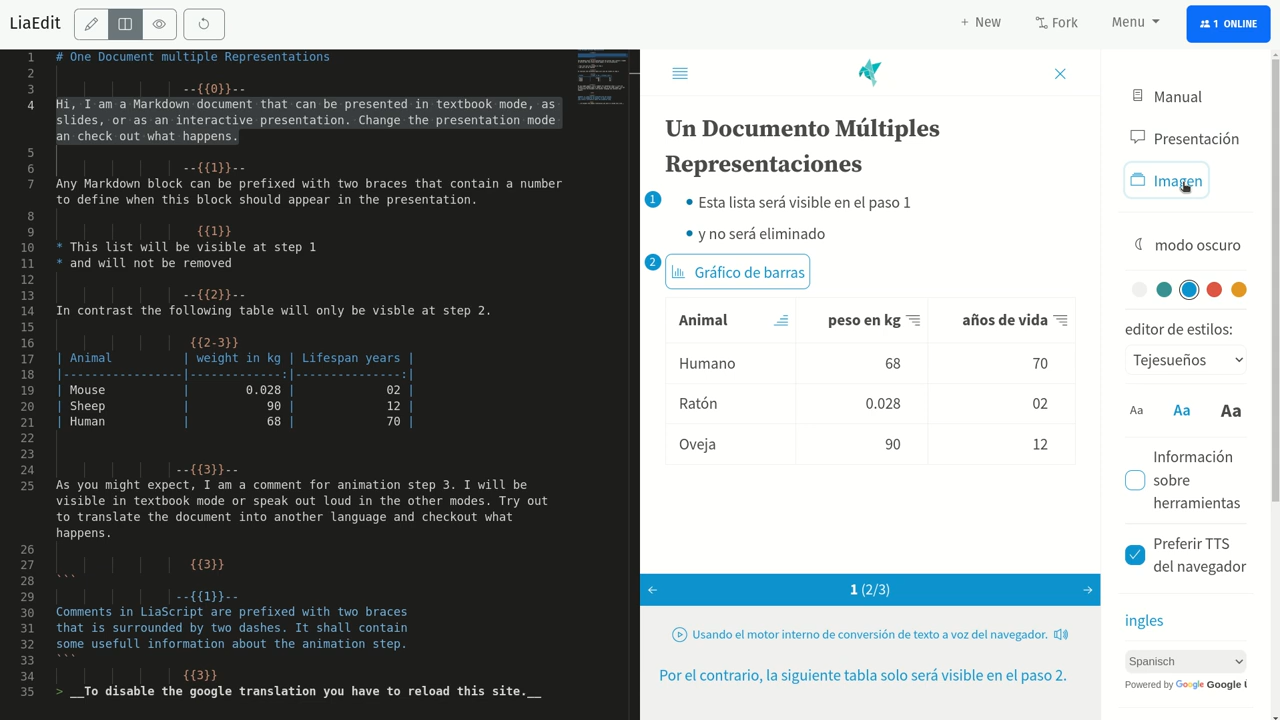 LiaEdit
+ New
Fork
Menu
1 ONLINE
1 # One Document multiple Representations
2
3 --{{0}}--
4 Hi, I am a Markdown document that can be presented in textbook mode, as
slides, or as an interactive presentation. Change the presentation mode
an check out what happens.
5
6 --{{1}}--
7 Any Markdown block can be prefixed with two braces that contain a number
to define when this block should appear in the presentation.
8
9 {{1}}
10 * This list will be visible at step 1
11 * and will not be removed
12
13 --{{2}}--
14 In contrast the following table will only be visble at step 2.
15
16 {{2-3}}
17 | Animal | weight in kg | Lifespan years |
18 |-----------------|-------------:|---------------:|
19 | Mouse | 0.028 | 02 |
20 | Sheep | 90 | 12 |
21 | Human | 68 | 70 |
22
23
24 --{{3}}--
25 As you might expect, I am a comment for animation step 3. I will be
visible in textbook mode or speak out loud in the other modes. Try out
to translate the document into another language and checkout what
happens.
26
27 {{3}}
28 ```
29 --{{1}}--
30 Comments in LiaScript are prefixed with two braces
31 that is surrounded by two dashes. It shall contain
32 some usefull information about the animation step.
33 ```
34 {{3}}
35 > __To disable the google translation you have to reload this site.__
Un Documento Múltiples
Representaciones
1 • Esta lista será visible en el paso 1
• y no será eliminado
2 Gráfico de barras
Animal peso en kg años de vida
Humano 68 70
Ratón 0.028 02
Oveja 90 12
1 (2/3)
Usando el motor interno de conversión de texto a voz del navegador.
Por el contrario, la siguiente tabla solo será visible en el paso 2.
Manual
Presentación
Imagen
modo oscuro
editor de estilos:
Tejesueños
Aa Aa Aa
Información
sobre
herramientas
Preferir TTS
del navegador
ingles
Spanisch
Powered by Google Google